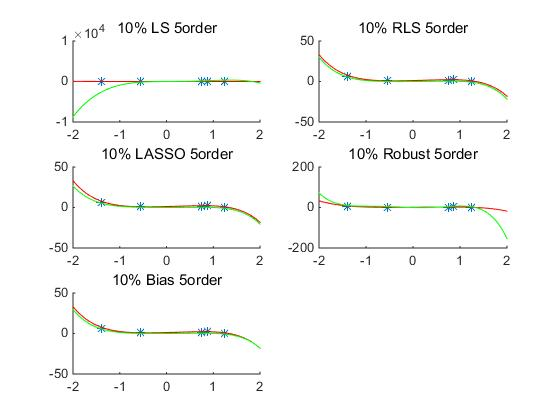 10% LS 5order
×10⁴
1
0
-1
-2 -1 0 1 2
10% RLS 5order
50
0
-50
-2 -1 0 1 2
10% LASSO 5order
50
0
-50
-2 -1 0 1 2
10% Robust 5order
200
0
-200
-2 -1 0 1 2
10% Bias 5order
50
0
-50
-2 -1 0 1 2